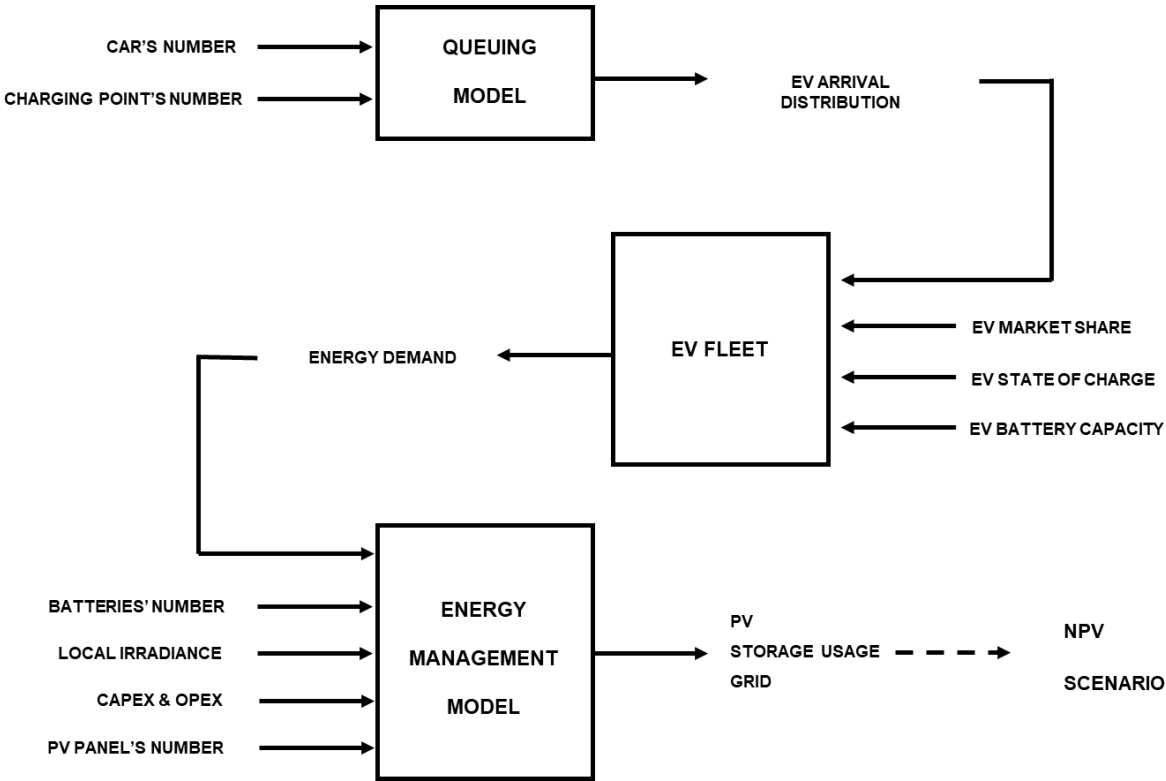 CAR'S NUMBER
CHARGING POINT'S NUMBER
QUEUING
MODEL
EV ARRIVAL
DISTRIBUTION
EV FLEET
EV MARKET SHARE
EV STATE OF CHARGE
EV BATTERY CAPACITY
ENERGY DEMAND
BATTERIES' NUMBER
LOCAL IRRADIANCE
CAPEX & OPEX
PV PANEL'S NUMBER
ENERGY
MANAGEMENT
MODEL
PV
STORAGE USAGE
GRID
NPV
SCENARIO